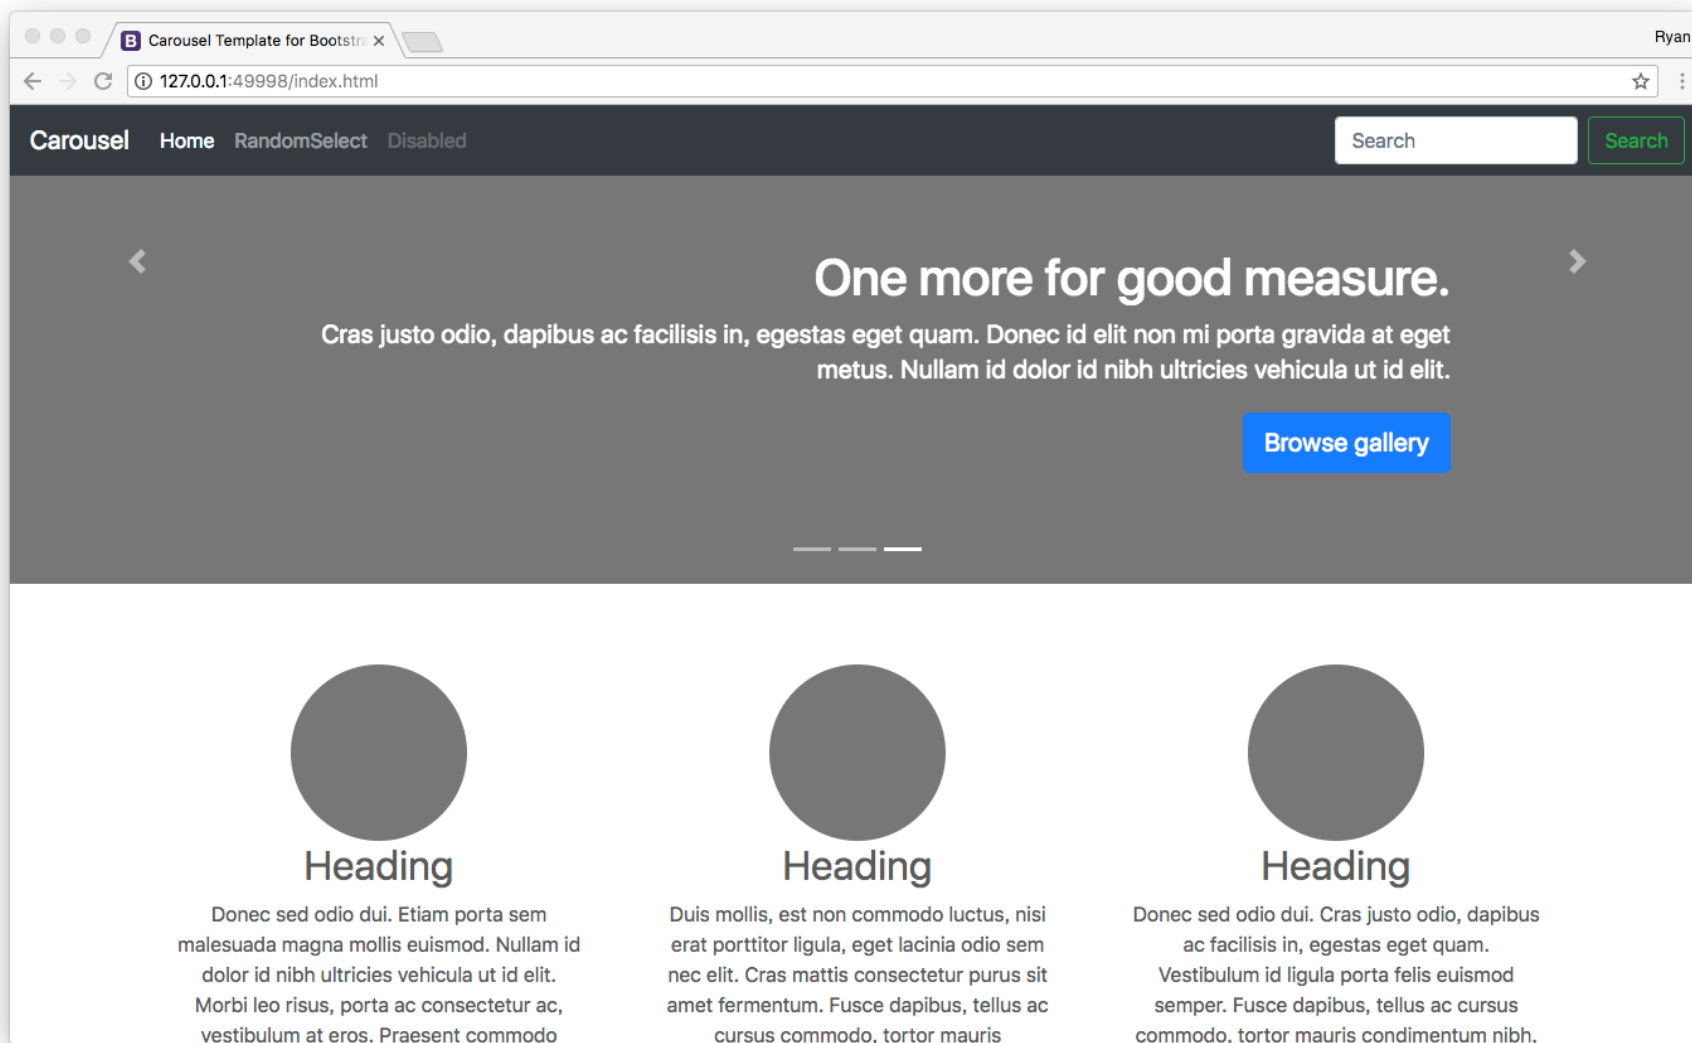 Carousel Template for Bootstra
Ryan
127.0.0.1:49998/index.html
Carousel Home RandomSelect Disabled Search Search
One more for good measure.
Cras justo odio, dapibus ac facilisis in, egestas eget quam. Donec id elit non mi porta gravida at eget
metus. Nullam id dolor id nibh ultricies vehicula ut id elit.
Browse gallery
Heading
Donec sed odio dui. Etiam porta sem
malesuada magna mollis euismod. Nullam id
dolor id nibh ultricies vehicula ut id elit.
Morbi leo risus, porta ac consectetur ac,
vestibulum at eros. Praesent commodo
Heading
Duis mollis, est non commodo luctus, nisi
erat porttitor ligula, eget lacinia odio sem
nec elit. Cras mattis consectetur purus sit
amet fermentum. Fusce dapibus, tellus ac
cursus commodo, tortor mauris
Heading
Donec sed odio dui. Cras justo odio, dapibus
ac facilisis in, egestas eget quam.
Vestibulum id ligula porta felis euismod
semper. Fusce dapibus, tellus ac cursus
commodo, tortor mauris condimentum nibh,